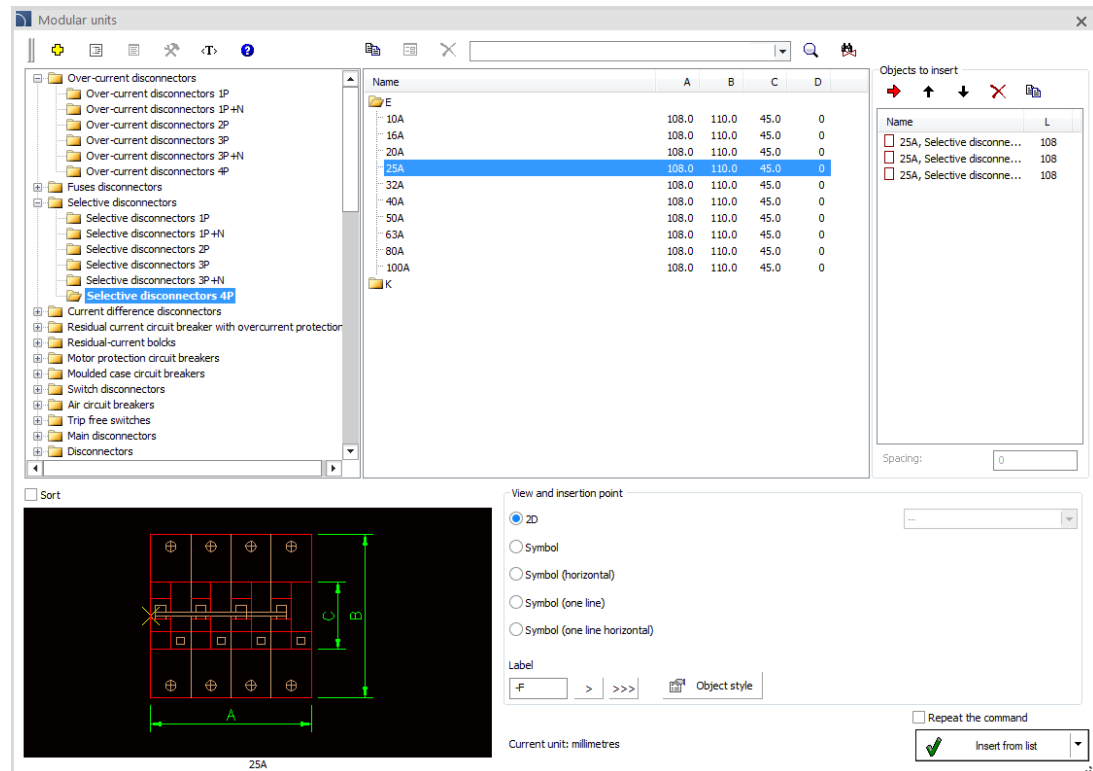 Modular units
Over-current disconnectors
Over-current disconnectors 1P
Over-current disconnectors 1P+N
Over-current disconnectors 2P
Over-current disconnectors 3P
Over-current disconnectors 3P+N
Over-current disconnectors 4P
Fuses disconnectors
Selective disconnectors
Selective disconnectors 1P
Selective disconnectors 1P+N
Selective disconnectors 2P
Selective disconnectors 3P
Selective disconnectors 3P+N
Selective disconnectors 4P
Current difference disconnectors
Residual current circuit breaker with overcurrent protection
Residual-current bolcks
Motor protection circuit breakers
Moulded case circuit breakers
Switch disconnectors
Air circuit breakers
Trip free switches
Main disconnectors
Disconnectors
Name A B C D
E
10A 108.0 110.0 45.0 0
16A 108.0 110.0 45.0 0
20A 108.0 110.0 45.0 0
25A 108.0 110.0 45.0 0
32A 108.0 110.0 45.0 0
40A 108.0 110.0 45.0 0
50A 108.0 110.0 45.0 0
63A 108.0 110.0 45.0 0
80A 108.0 110.0 45.0 0
100A 108.0 110.0 45.0 0
K
Objects to insert
Name L
25A, Selective disconne... 108
25A, Selective disconne... 108
25A, Selective disconne... 108
Spacing: 0
Sort
C
B
A
25A
View and insertion point
2D
--
Symbol
Symbol (horizontal)
Symbol (one line)
Symbol (one line horizontal)
Label
-F > >>> Object style
Repeat the command
Current unit: millimetres
Insert from list